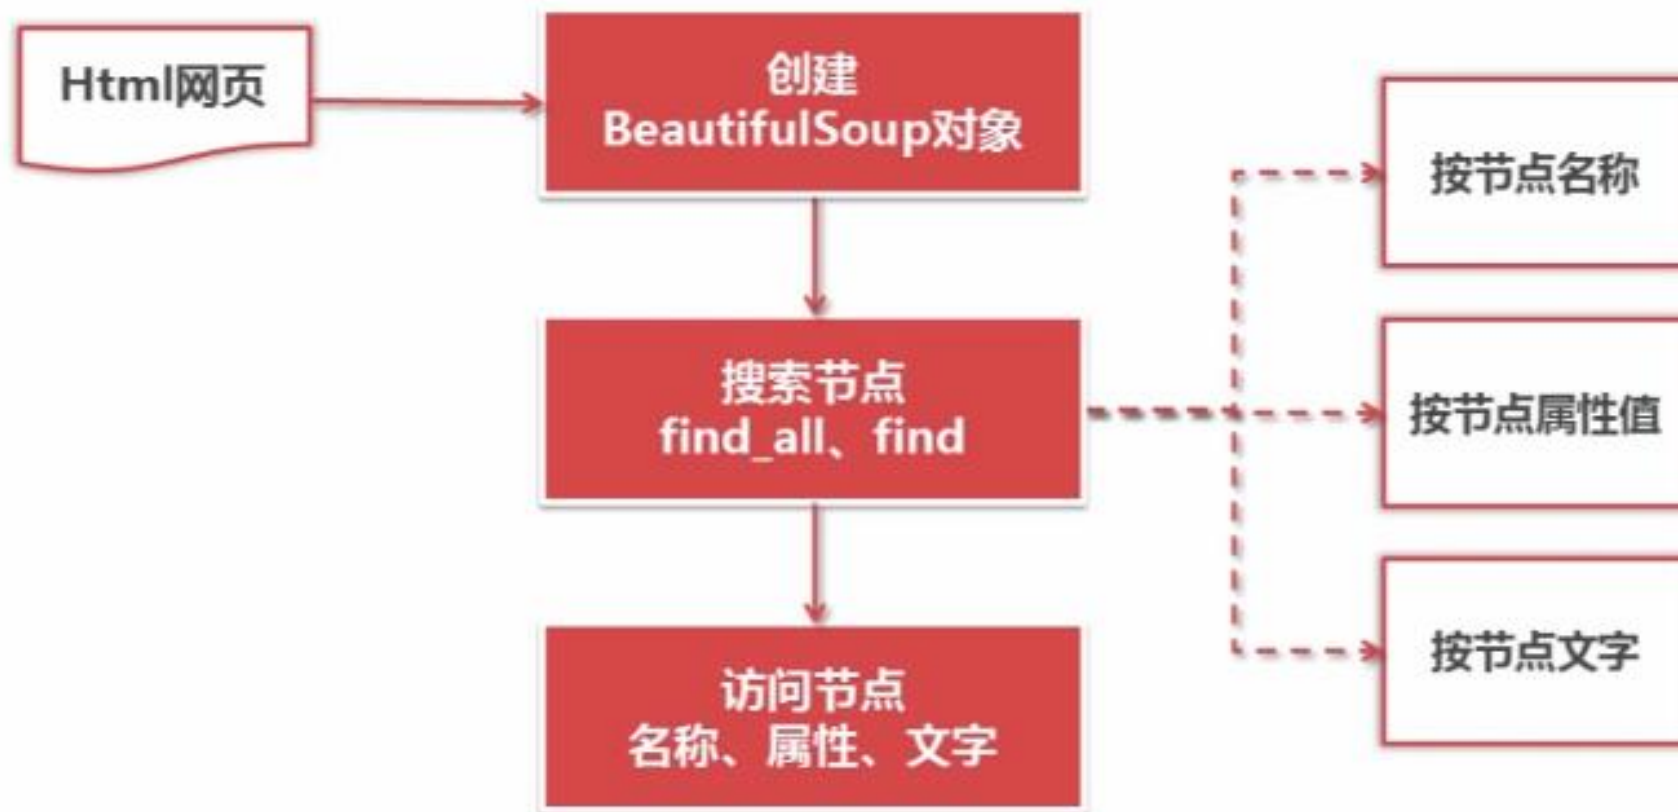 Html网页
创建
BeautifulSoup对象
搜索节点
find_all、find
访问节点
名称、属性、文字
按节点名称
按节点属性值
按节点文字